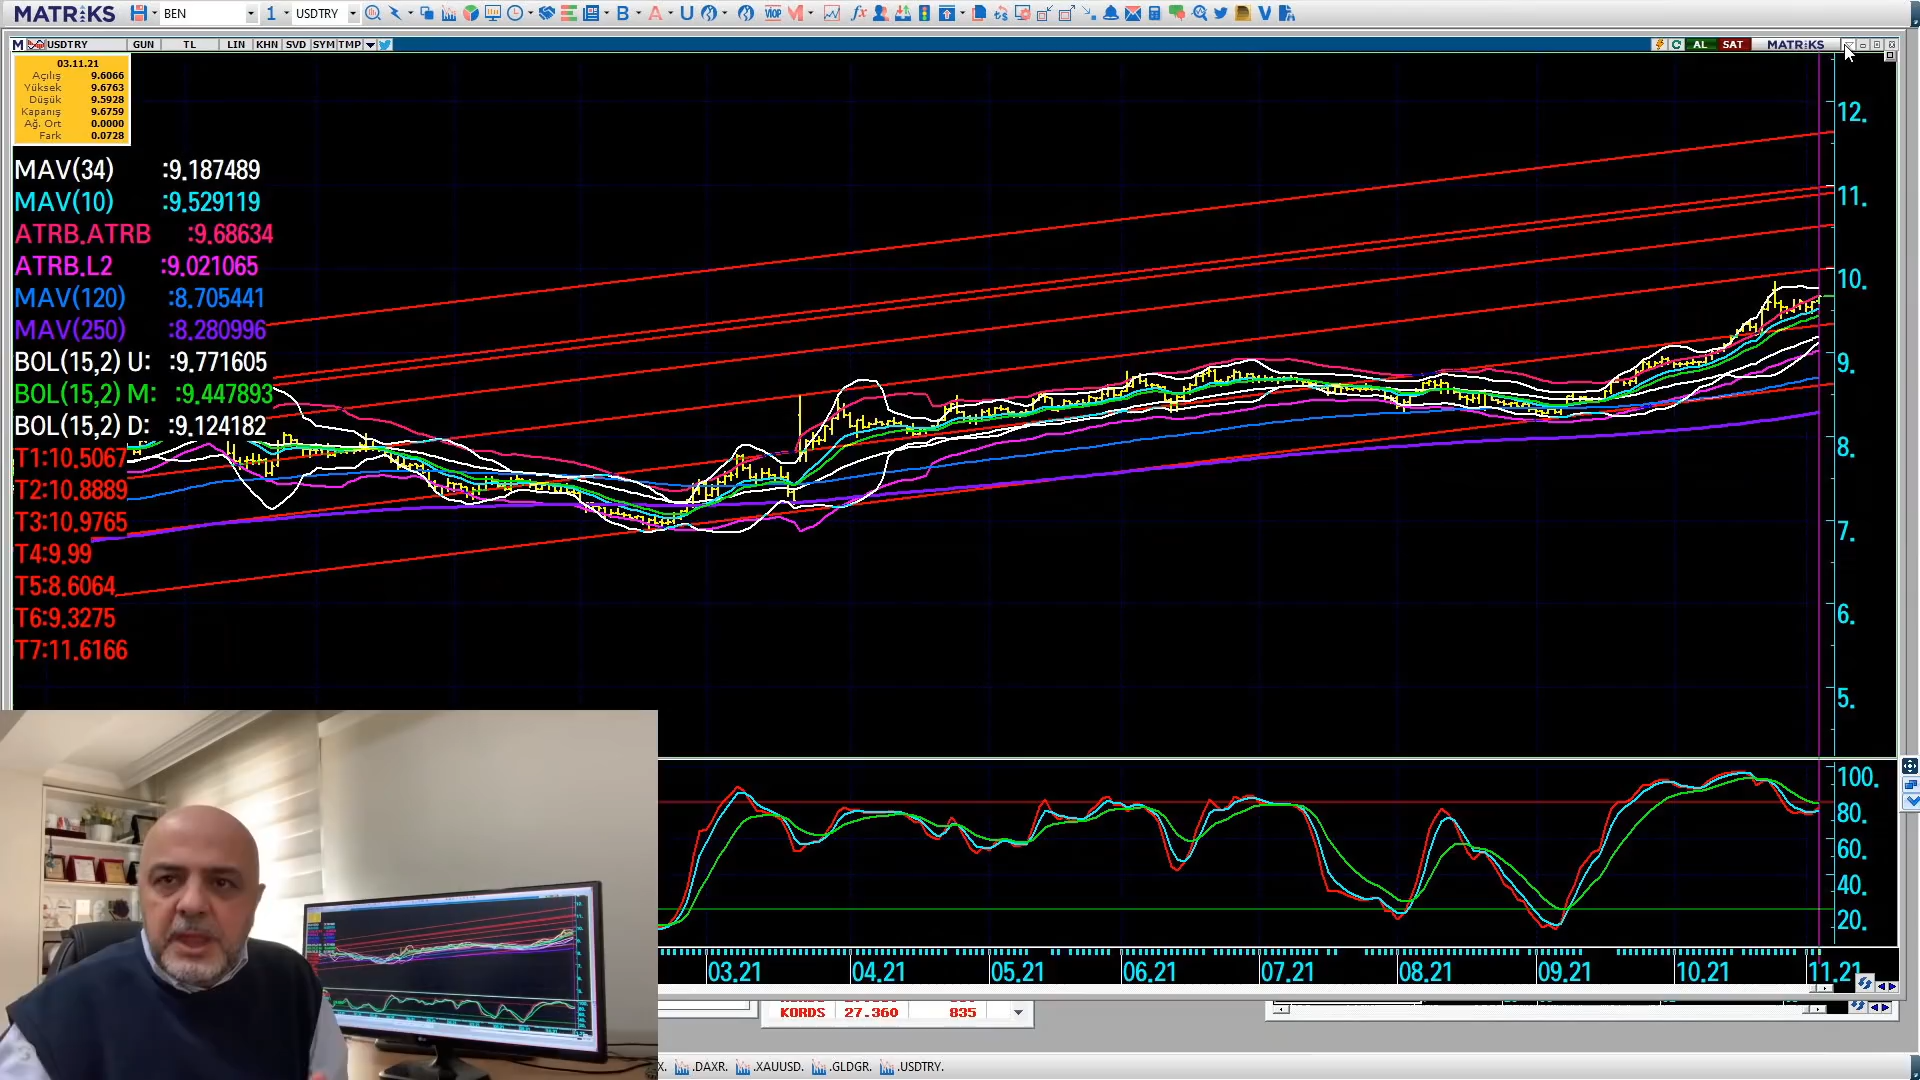 MATRİKS BEN 1 USDTRY B A U VIOP fx V
M USDTRY GUN TL LIN KHN SVD SYM TMP AL SAT MATRİKS
03.11.21
Açılış 9.6066
Yüksek 9.6763
Düşük 9.5928
Kapanış 9.6759
Ağ. Ort 0.0000
Fark 0.0728
MAV(34) :9.187489
MAV(10) :9.529119
ATRB.ATRB :9.68634
ATRB.L2 :9.021065
MAV(120) :8.705441
MAV(250) :8.280996
BOL(15,2) U: :9.771605
BOL(15,2) M: :9.447893
BOL(15,2) D: :9.124182
T1:10.5067
T2:10.8889
T3:10.9765
T4:9.99
T5:8.6064
T6:9.3275
T7:11.6166
12.
11.
10.
9.
8.
7.
6.
5.
100.
80.
60.
40.
20.
03.21 04.21 05.21 06.21 07.21 08.21 09.21 10.21 11.21
KORDS 27.360 835
.DAXR. .XAUUSD. .GLDGR. .USDTRY.